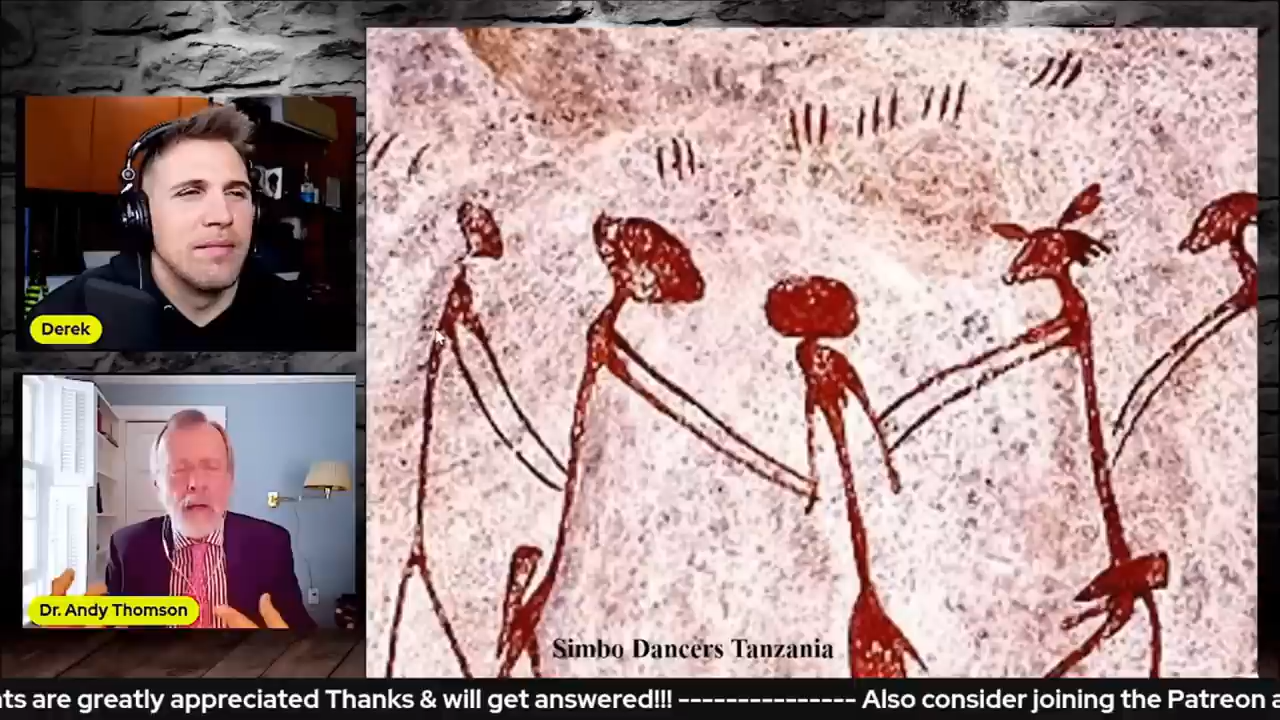 Derek
Dr. Andy Thomson
Simbo Dancers Tanzania
are greatly appreciated Thanks & will get answered!!! --------------- Also consider joining the Patreon